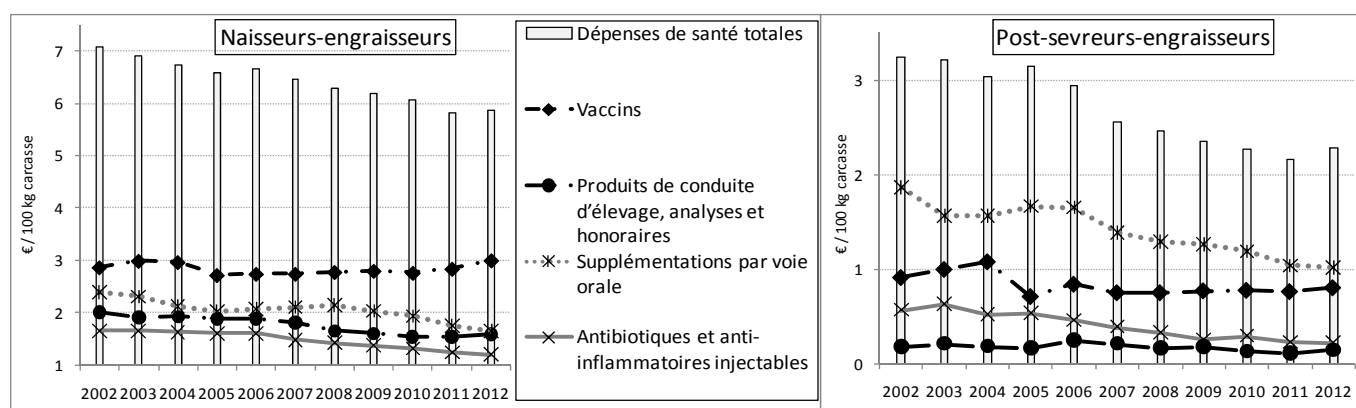 Naisseurs-engraisseurs
€ / 100 kg carcasse
7
6
5
4
3
2
1
2002 2003 2004 2005 2006 2007 2008 2009 2010 2011 2012
Dépenses de santé totales
Vaccins
Produits de conduite
d'élevage, analyses et
honoraires
Supplémentations par voie
orale
Antibiotiques et anti-
inflammatoires injectables
Post-sevreurs-engraisseurs
€ / 100 kg carcasse
3
2
1
0
2002 2003 2004 2005 2006 2007 2008 2009 2010 2011 2012